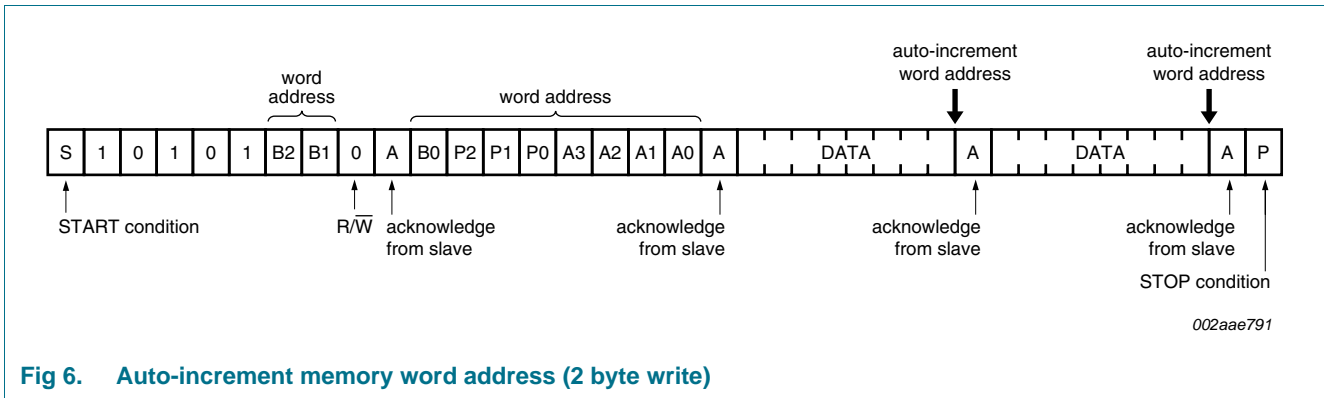 auto-increment
word address
auto-increment
word address
word
address
word address
S 1 0 1 0 1 B2 B1 0 A B0 P2 P1 P0 A3 A2 A1 A0 A DATA A DATA A P
START condition
R/W̅
acknowledge
from slave
acknowledge
from slave
acknowledge
from slave
acknowledge
from slave
STOP condition
002aae791
Fig 6. Auto-increment memory word address (2 byte write)